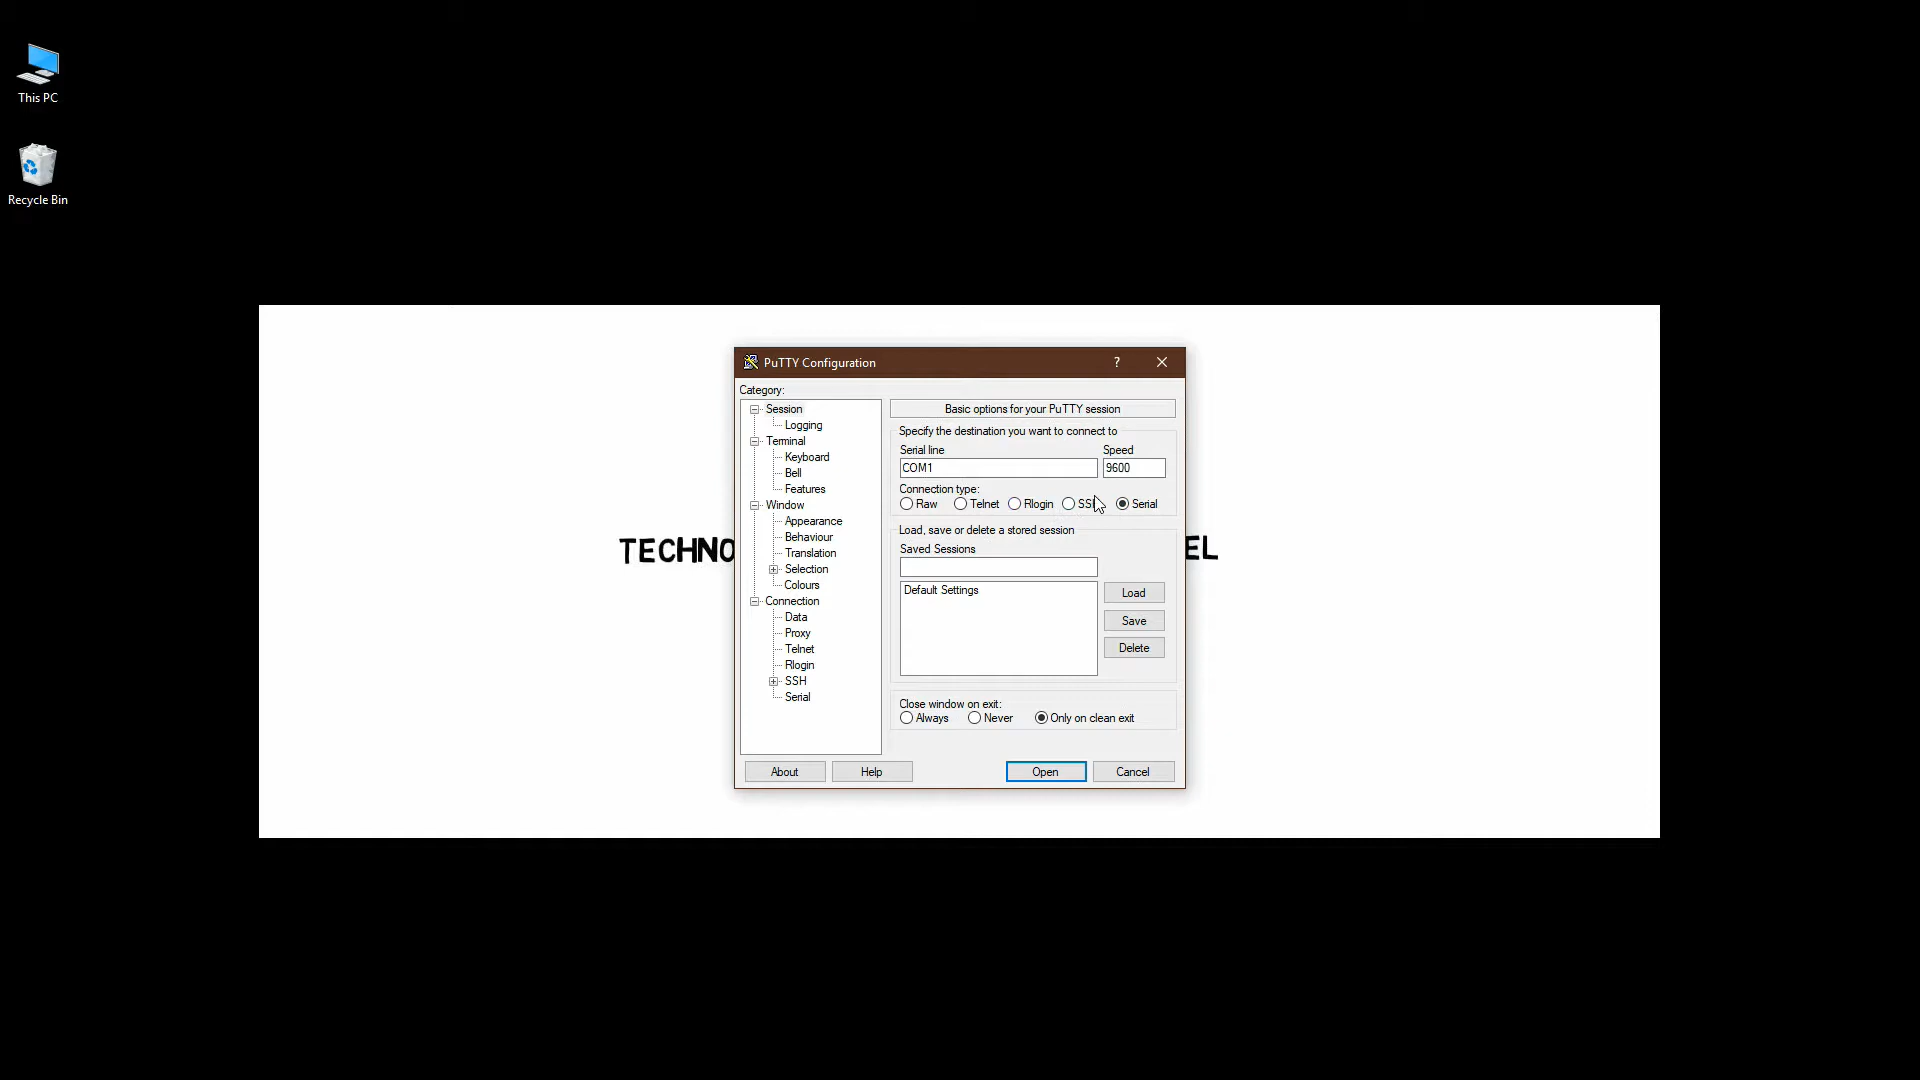 This PC
Recycle Bin
PuTTY Configuration
?
Category:
Session
Logging
Terminal
Keyboard
Bell
Features
Window
Appearance
Behaviour
Translation
Selection
Colours
Connection
Data
Proxy
Telnet
Rlogin
SSH
Serial
Basic options for your PuTTY session
Specify the destination you want to connect to
Serial line Speed
COM1 9600
Connection type:
Raw Telnet Rlogin Serial
Load, save or delete a stored session
Saved Sessions
Default Settings
Load
Save
Delete
Close window on exit:
Always Never Only on clean exit
About Help Open Cancel